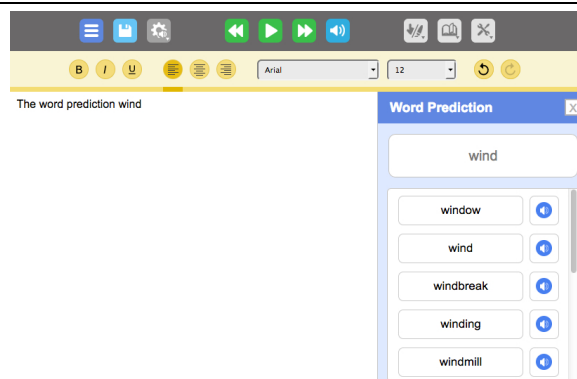 B I U Arial 12
The word prediction wind
Word Prediction X
wind
window
wind
windbreak
winding
windmill